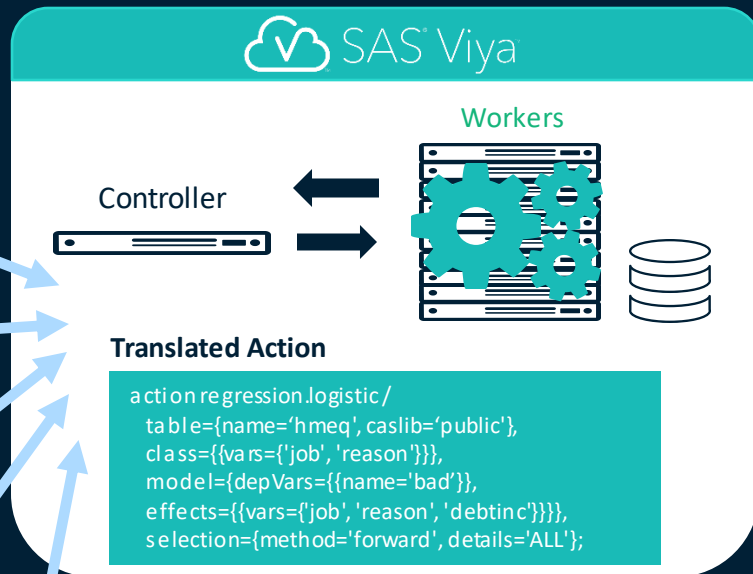 SAS® Viya
Workers
Controller
Translated Action
action regression.logistic /
table={name=‘hmeq', caslib=‘public'},
class={{vars={'job', 'reason'}}},
model={depVars={{name='bad’}},
effects={{vars={'job', 'reason', 'debtinc'}}}},
selection={method='forward', details='ALL'};